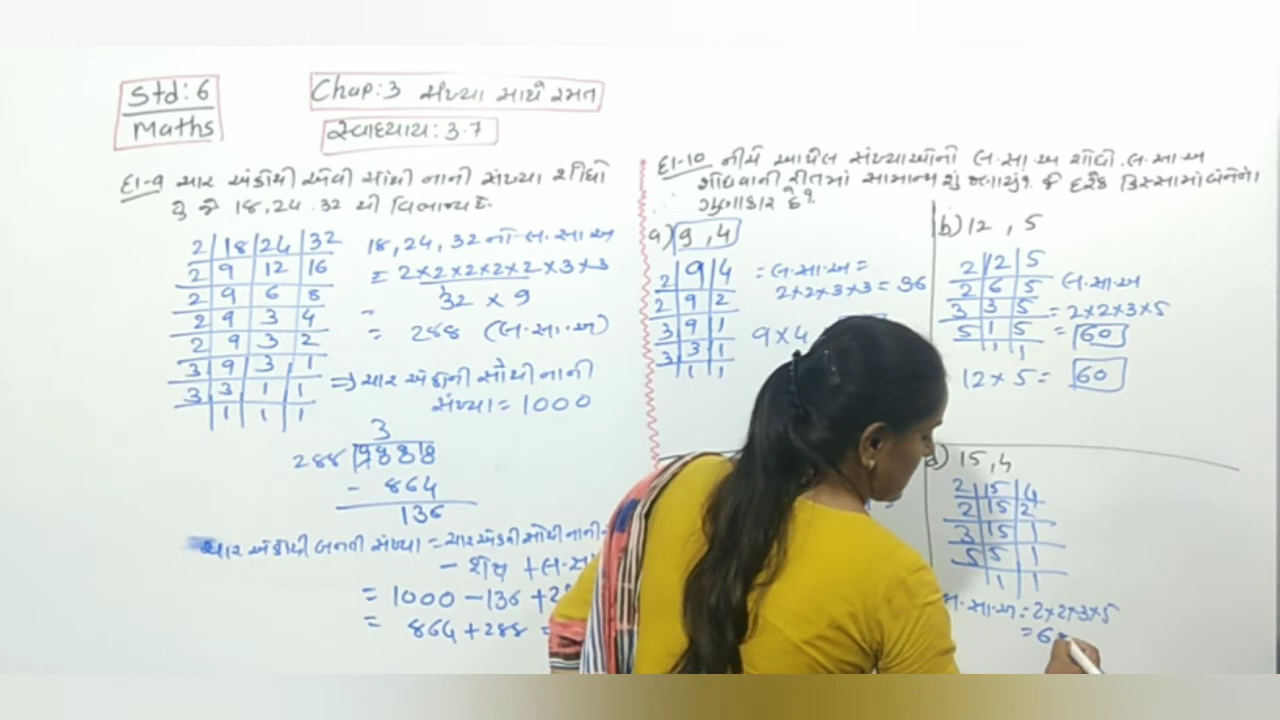 Std: 6
Maths
Chap: 3 સંખ્યા સાથે રમત
સ્વાધ્યાય: 3.7
દા-9 ચાર અંકોથી એવી સૌથી નાની સંખ્યા શોધો
કે જે 18, 24, 32 થી વિભાજ્ય છે.
2 | 18 | 24 | 32
2 | 9 | 12 | 16
2 | 9 | 6 | 8
2 | 9 | 3 | 4
2 | 9 | 3 | 2
3 | 9 | 3 | 1
3 | 3 | 1 | 1
1 | 1 | 1
18, 24, 32 નો લ.સા.અ
= 2×2×2×2×2×3×3
= 32 × 9
= 288 (લ.સા.અ)
=> ચાર અંકોની સૌથી નાની
સંખ્યા = 1000
3
288
- 864
136
ચાર અંકોથી બનતી સંખ્યા = ચાર અંકની સૌથી નાની
- શેષ + લ.સા
= 1000 - 136 + 2
= 864 + 288 =
દા-10 નીચે આપેલ સંખ્યાઓનો લ.સા.અ શોધો. લ.સા.અ
શોધવાની રીતમાં સામાન્ય શું જણાયું? કે દરેક કિસ્સામાં બંનેનો
ગુણાકાર છે?
a) 9, 4
2 | 9 | 4
2 | 9 | 2
3 | 9 | 1
3 | 3 | 1
1 | 1
= લ.સા.અ =
2×2×3×3 = 36
9×4
b) 12, 5
2 | 12 | 5
2 | 6 | 5
3 | 3 | 5
5 | 1 | 5
1 | 1
લ.સા.અ
= 2×2×3×5
= 60
12×5 = 60
d) 15, 4
2 | 15 | 4
2 | 15 | 2
3 | 15 | 1
5 | 5 | 1
1 | 1
લ.સા.અ = 2×2×3×5
= 6